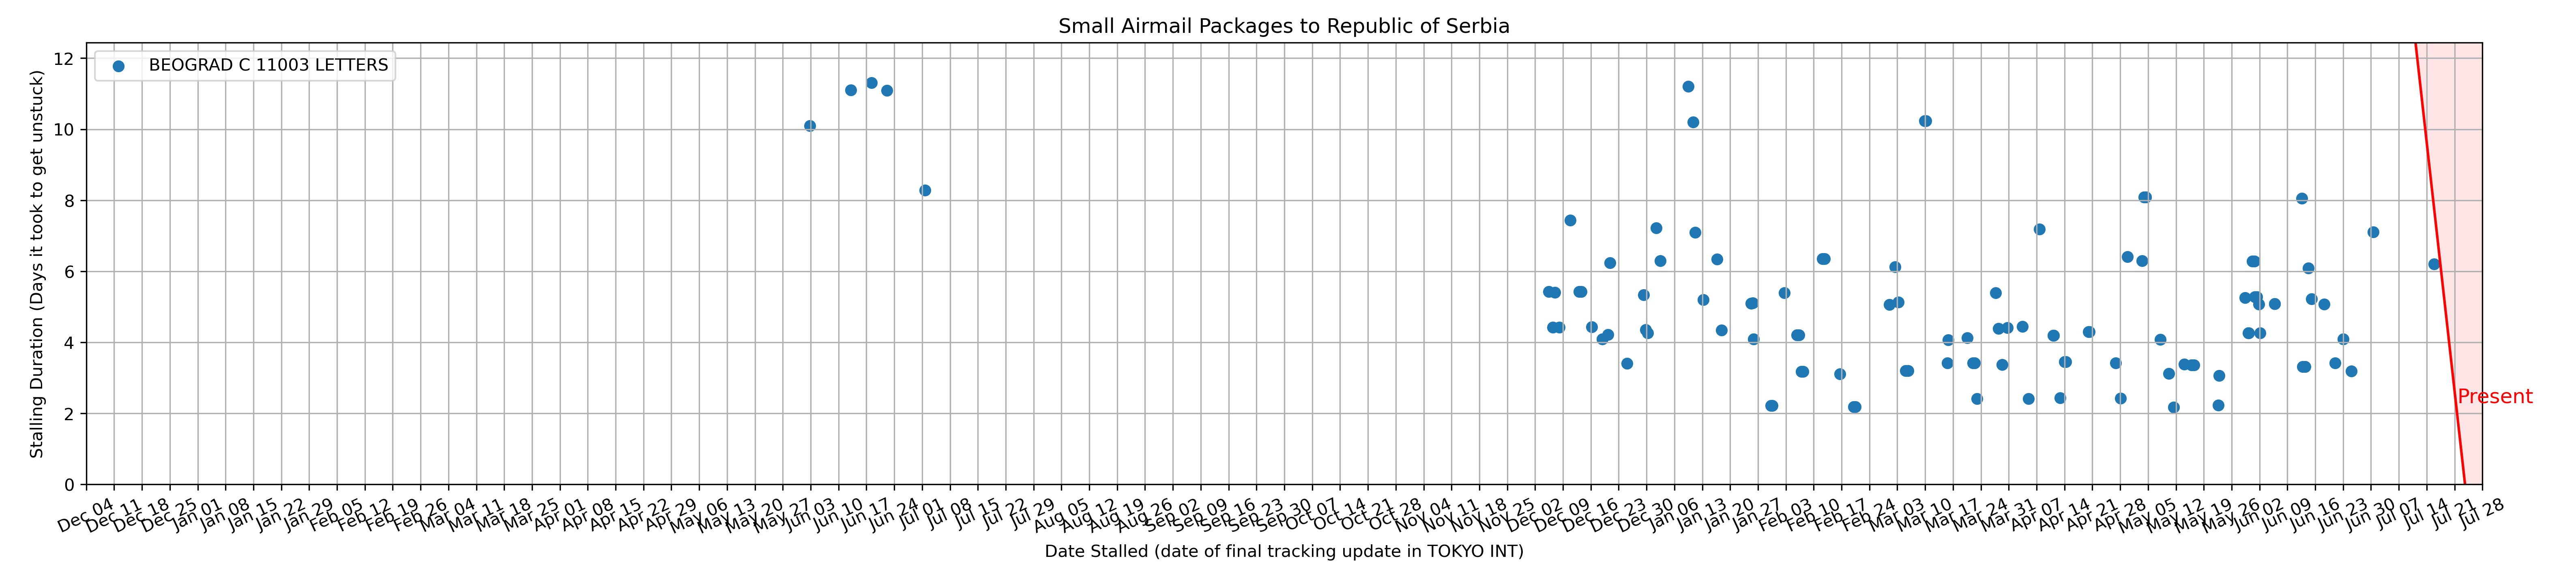 Small Airmail Packages to Republic of Serbia
BEOGRAD C 11003 LETTERS
Stalling Duration (Days it took to get unstuck)
12
10
8
6
4
2
0
Present
Dec 04
Dec 11
Dec 18
Dec 25
Jan 01
Jan 08
Jan 15
Jan 22
Jan 29
Feb 05
Feb 12
Feb 19
Feb 26
Mar 04
Mar 11
Mar 18
Mar 25
Apr 01
Apr 08
Apr 15
Apr 22
Apr 29
May 06
May 13
May 20
May 27
Jun 03
Jun 10
Jun 17
Jun 24
Jul 01
Jul 08
Jul 15
Jul 22
Jul 29
Aug 05
Aug 12
Aug 19
Aug 26
Sep 02
Sep 09
Sep 16
Sep 23
Sep 30
Oct 07
Oct 14
Oct 21
Oct 28
Nov 04
Nov 11
Nov 18
Nov 25
Dec 02
Dec 09
Dec 16
Dec 23
Dec 30
Jan 06
Jan 13
Jan 20
Jan 27
Feb 03
Feb 10
Feb 17
Feb 24
Mar 03
Mar 10
Mar 17
Mar 24
Mar 31
Apr 07
Apr 14
Apr 21
Apr 28
May 05
May 12
May 19
May 26
Jun 02
Jun 09
Jun 16
Jun 23
Jun 30
Jul 07
Jul 14
Jul 21
Jul 28
Date Stalled (date of final tracking update in TOKYO INT)